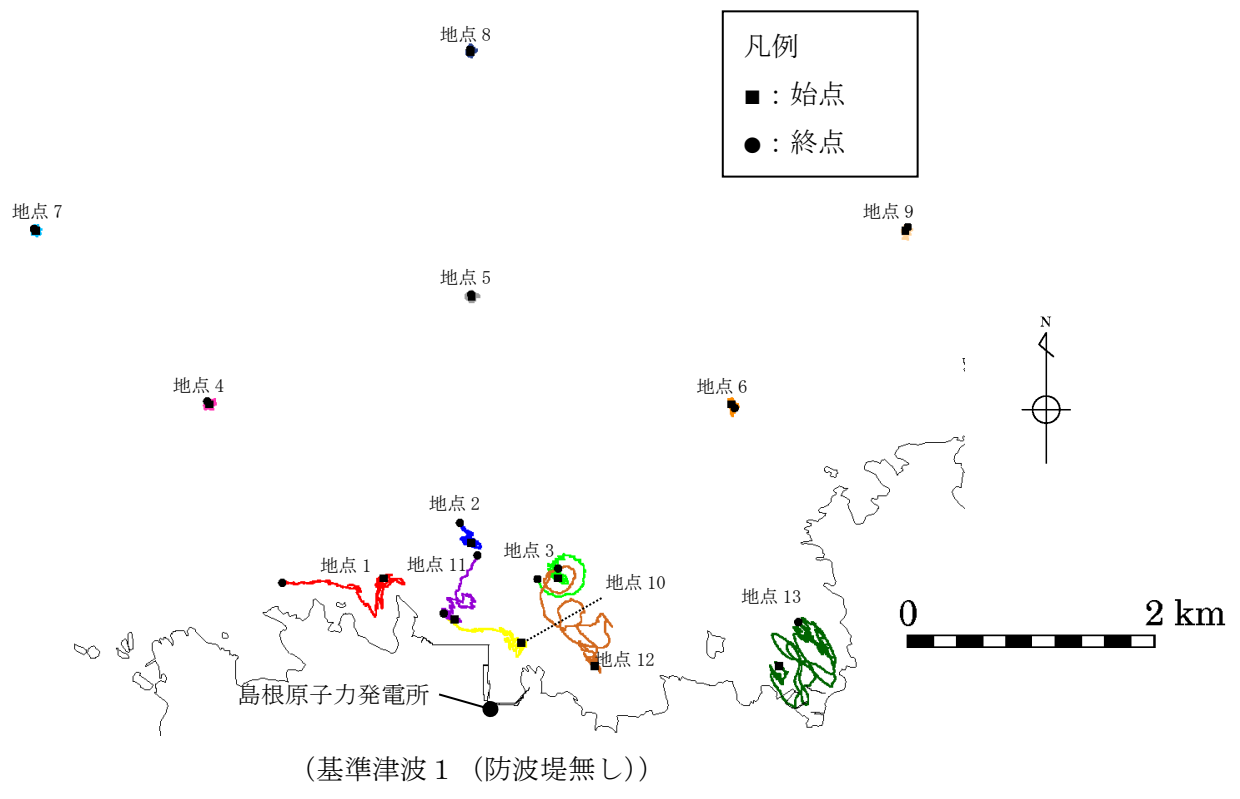 地点 8
凡例
■：始点
●：終点
地点 7
地点 9
地点 5
地点 4
地点 6
N
地点 2
地点 3
地点 1
地点 11
地点 10
地点 13
0
2 km
地点 12
島根原子力発電所
（基準津波１（防波堤無し））